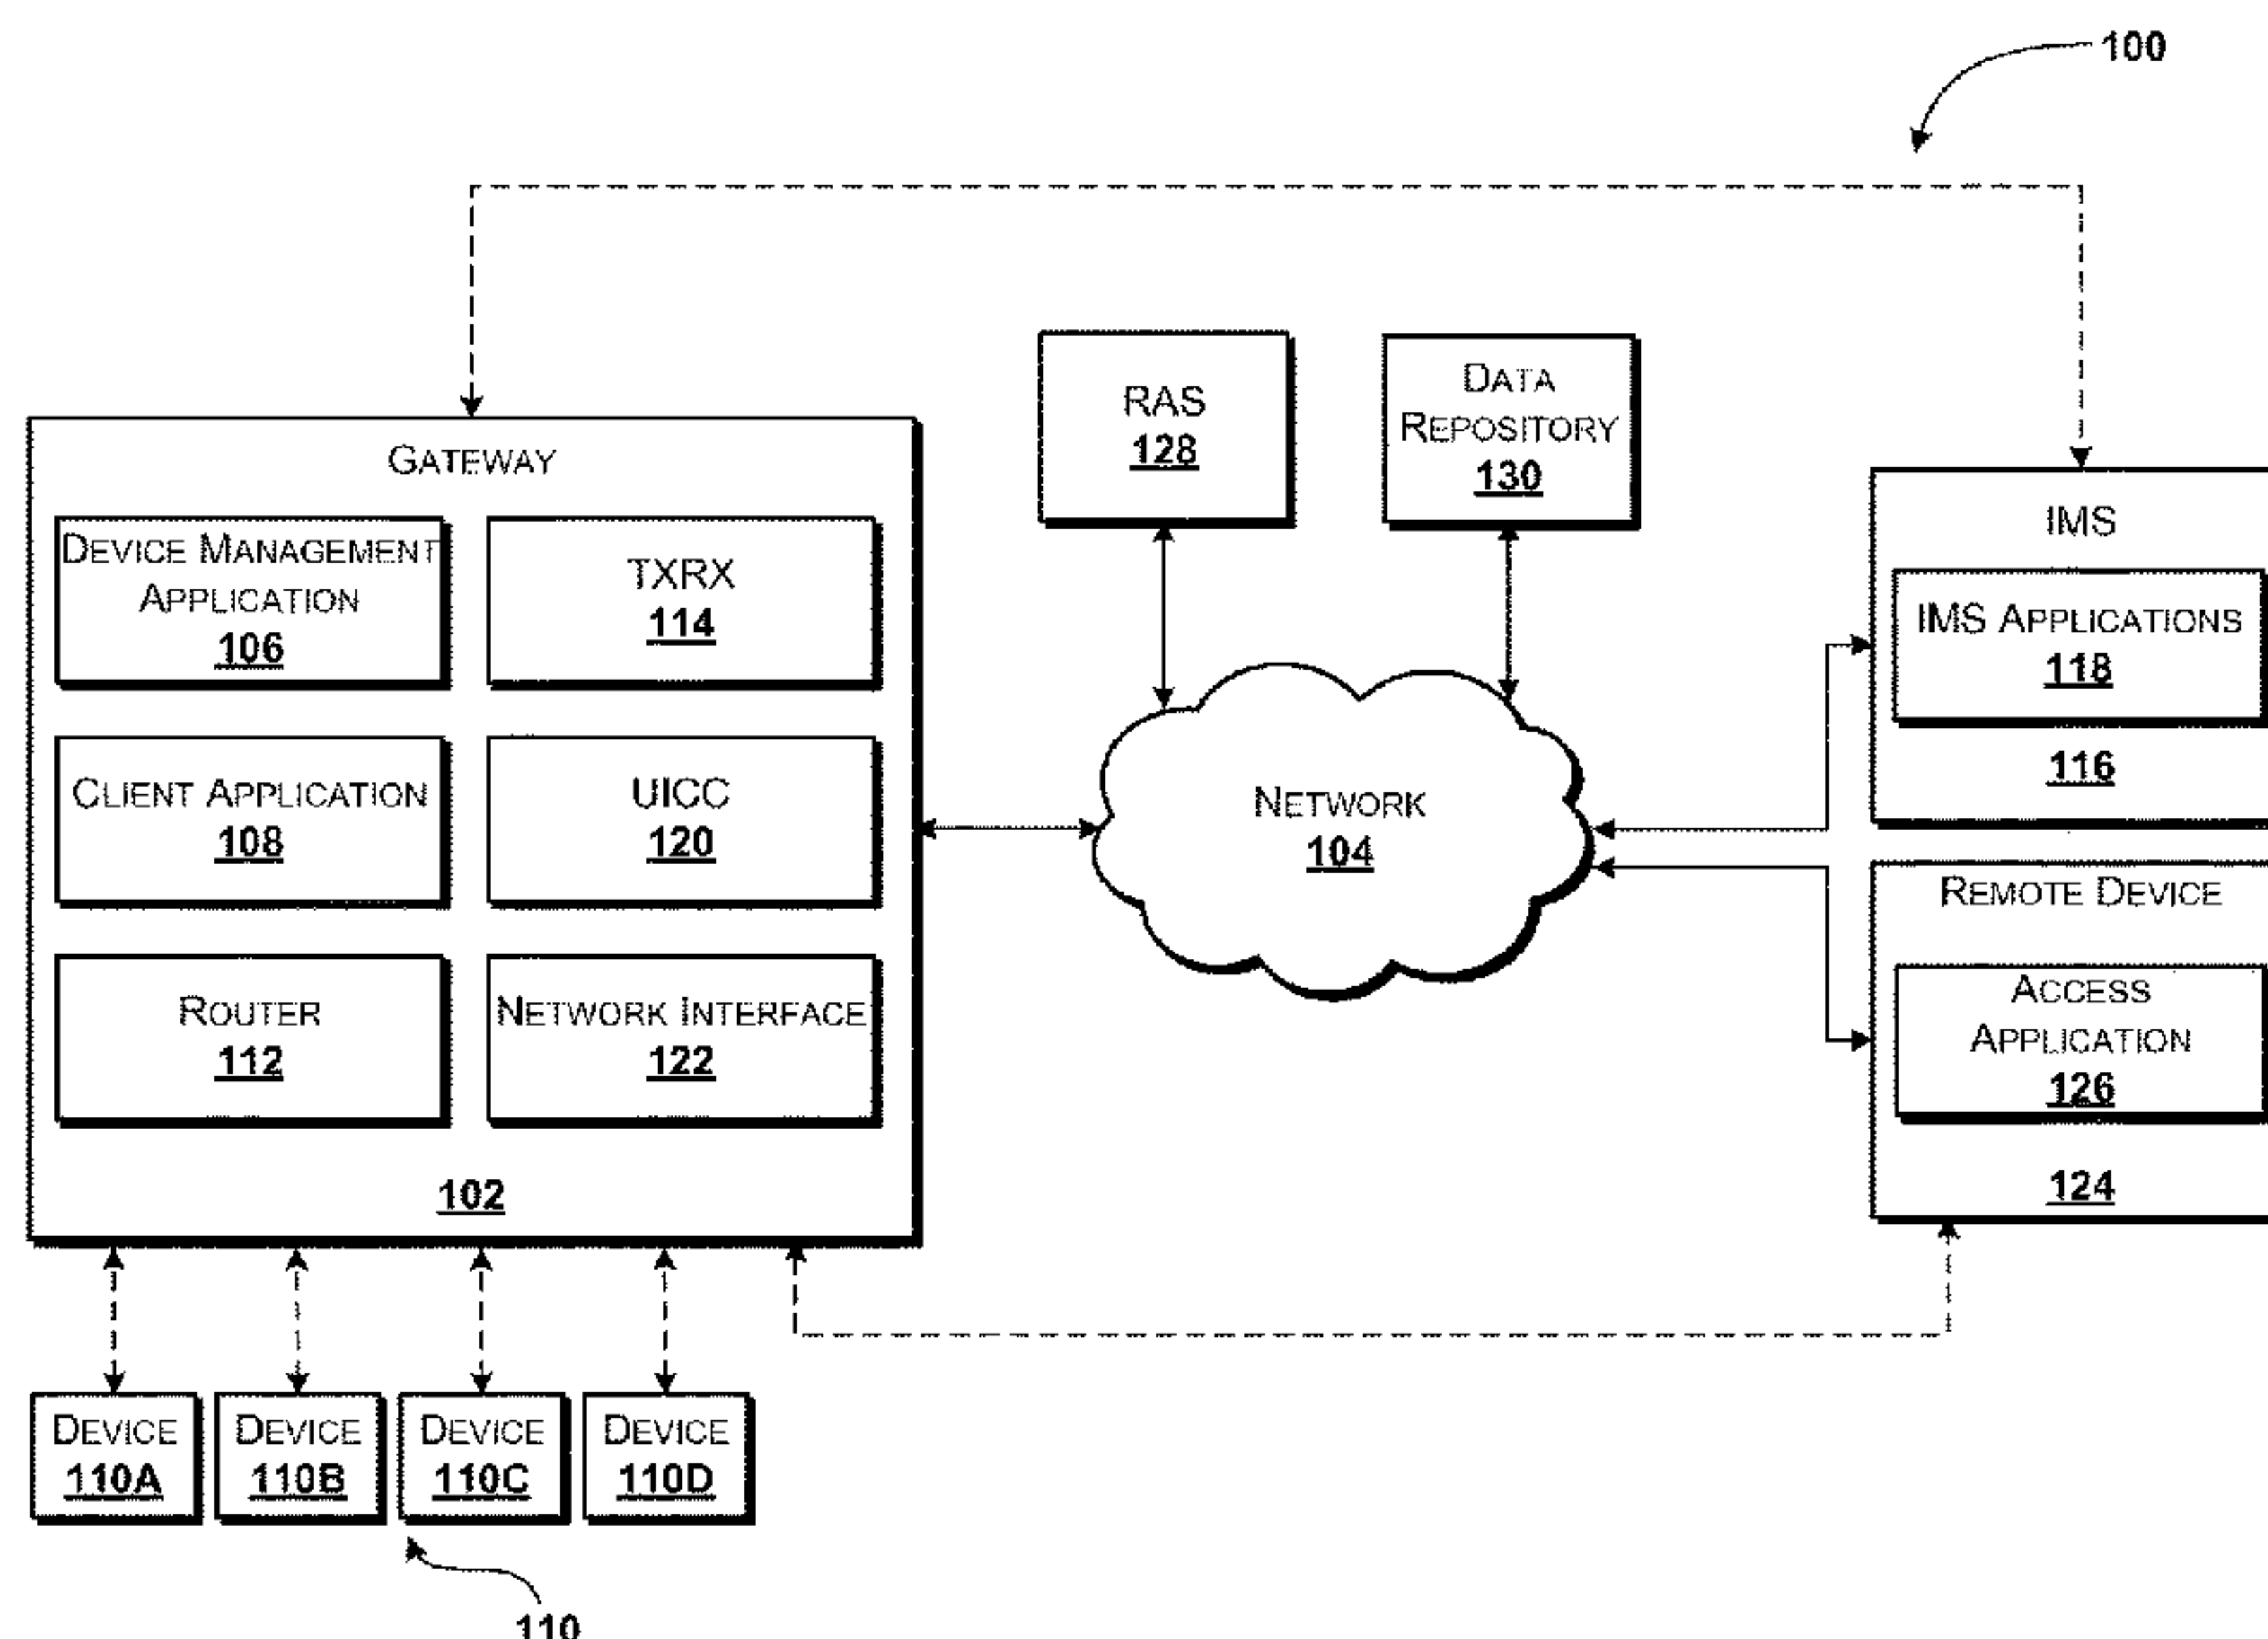 100
GATEWAY
DEVICE MANAGEMENT
APPLICATION
106
TXRX
114
CLIENT APPLICATION
108
UICC
120
ROUTER
112
NETWORK INTERFACE
122
102
RAS
128
DATA
REPOSITORY
130
NETWORK
104
IMS
IMS APPLICATIONS
118
116
REMOTE DEVICE
ACCESS
APPLICATION
126
124
DEVICE
110A
DEVICE
110B
DEVICE
110C
DEVICE
110D
110